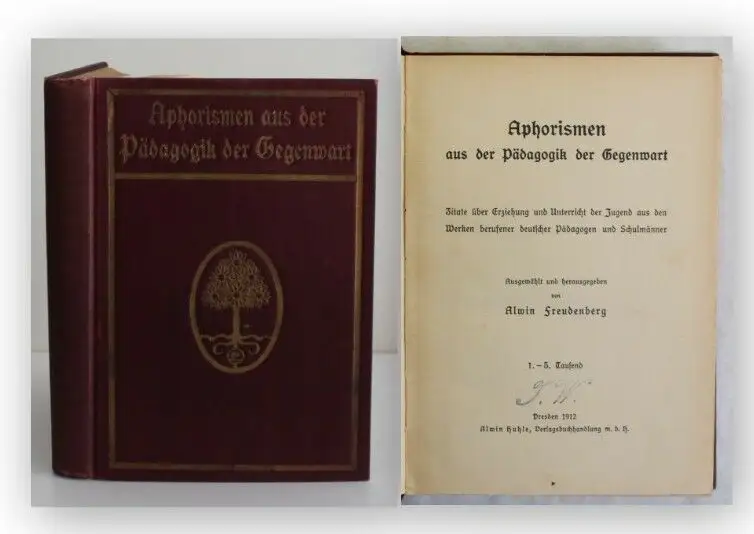 Aphorismen aus der
Pädagogik der Gegenwart
Aphorismen
aus der Pädagogik der Gegenwart
Zitate über Erziehung und Unterricht der Jugend aus den
Werken berufener deutscher Pädagogen und Schulmänner
Ausgewählt und herausgegeben
von
Alwin Freudenberg
1.–5. Tausend
J. W.
Dresden 1912
Alwin Huhle, Verlagsbuchhandlung m. b. H.